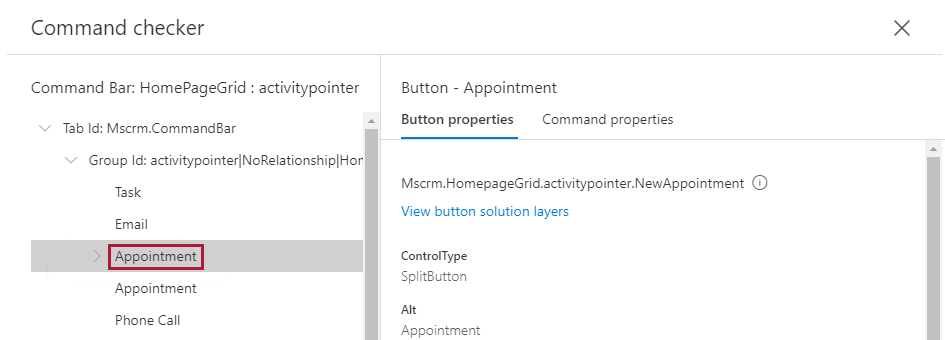 Command checker
Command Bar: HomePageGrid : activitypointer
Tab Id: Mscrm.CommandBar
Group Id: activitypointer|NoRelationship|Hon
Task
Email
Appointment
Appointment
Phone Call
Button - Appointment
Button properties
Command properties
Mscrm.HomepageGrid.activitypointer.NewAppointment
View button solution layers
ControlType
SplitButton
Alt
Appointment